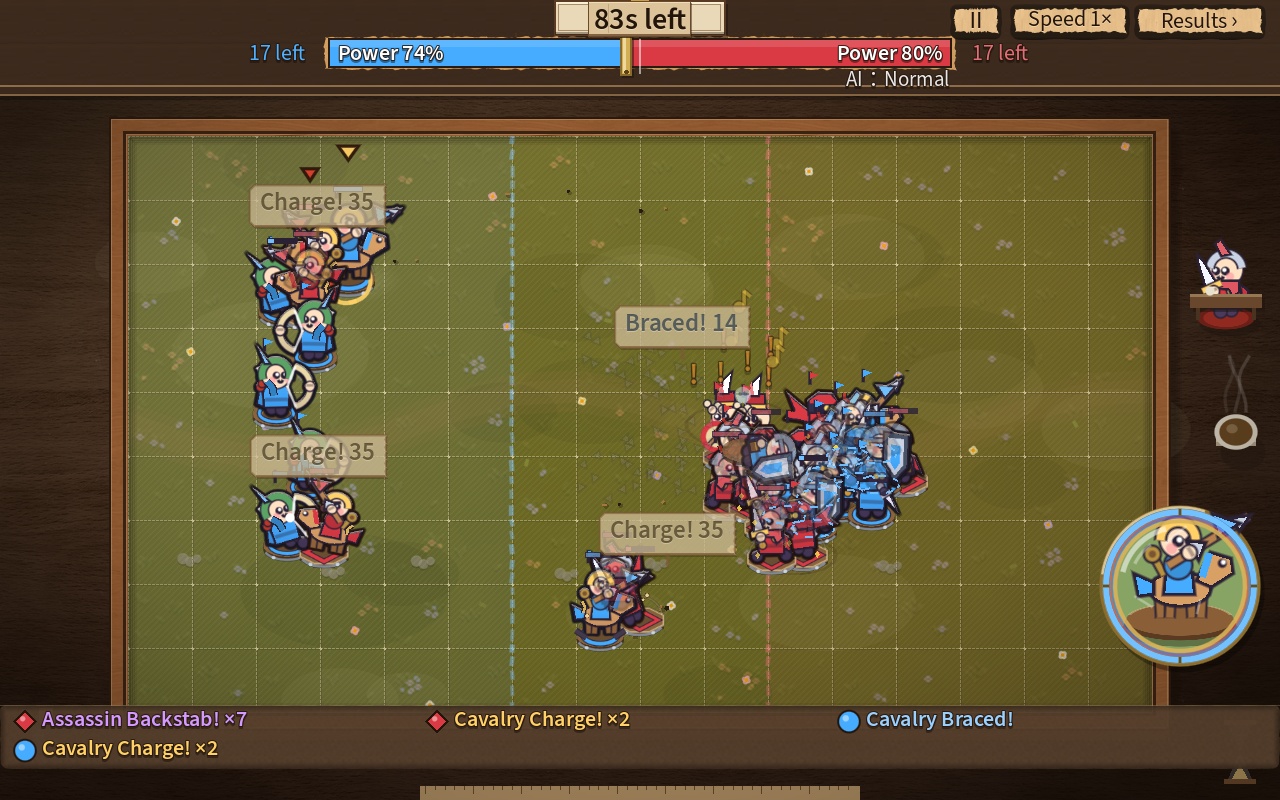 83s left
Speed 1×
Results ›
17 left
Power 74%
Power 80%
17 left
AI：Normal
Charge! 35
Braced! 14
Charge! 35
Charge! 35
Assassin Backstab! ×7
Cavalry Charge! ×2
Cavalry Braced!
Cavalry Charge! ×2